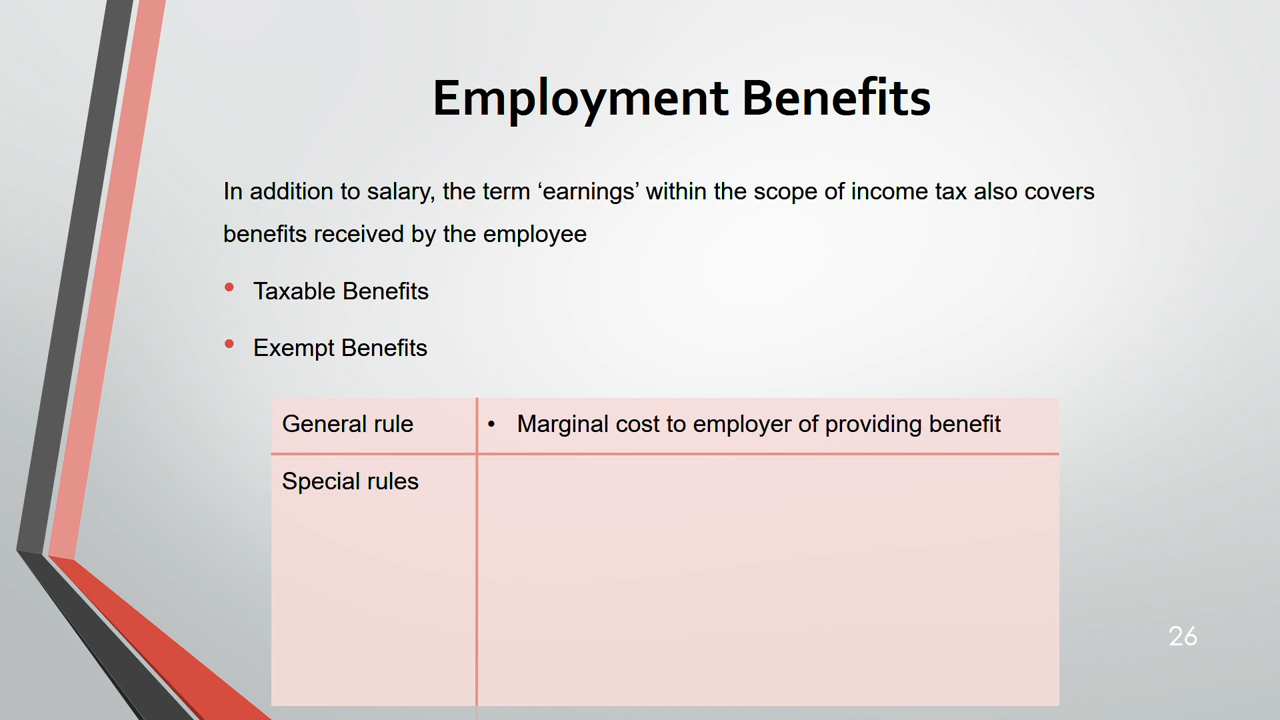 Employment Benefits
In addition to salary, the term ‘earnings’ within the scope of income tax also covers
benefits received by the employee
• Taxable Benefits
• Exempt Benefits
General rule • Marginal cost to employer of providing benefit
Special rules
26